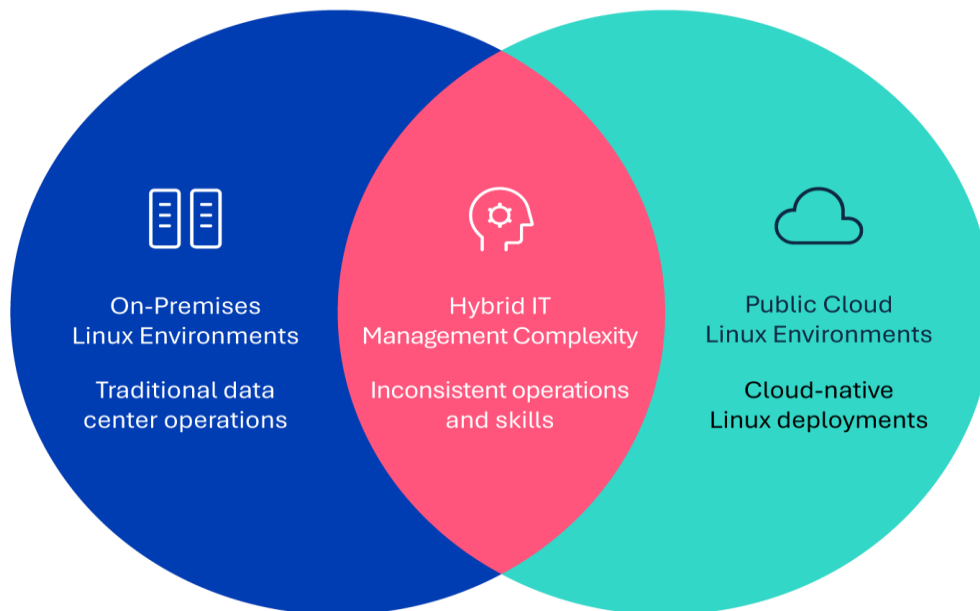 On-Premises
Linux Environments
Traditional data
center operations
Hybrid IT
Management Complexity
Inconsistent operations
and skills
Public Cloud
Linux Environments
Cloud-native
Linux deployments